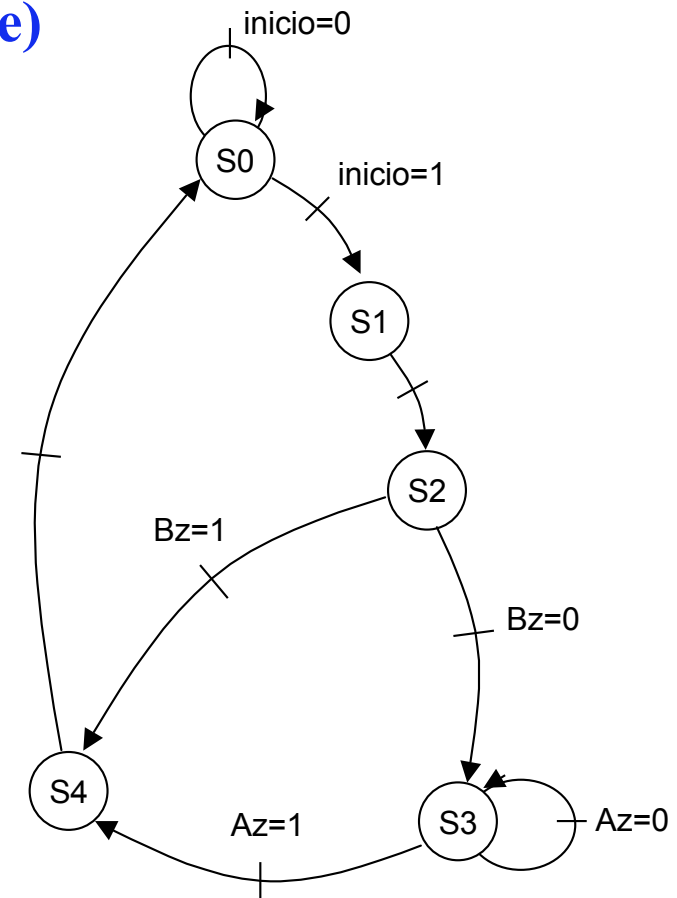 e)
inicio=0
S0
inicio=1
S1
S2
Bz=1
Bz=0
S4
Az=1
S3
Az=0